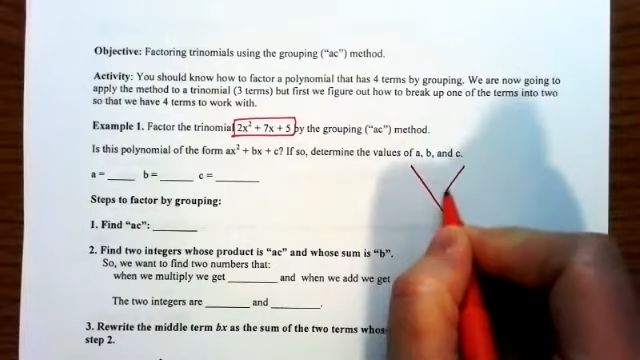 Objective: Factoring trinomials using the grouping ("ac") method.
Activity: You should know how to factor a polynomial that has 4 terms by grouping. We are now going to
apply the method to a trinomial (3 terms) but first we figure out how to break up one of the terms into two
so that we have 4 terms to work with.
Example 1. Factor the trinomial 2x² + 7x + 5 by the grouping ("ac") method.
Is this polynomial of the form ax² + bx + c? If so, determine the values of a, b, and c.
a = ____ b = _____ c = ______
Steps to factor by grouping:
1. Find "ac": ______
2. Find two integers whose product is "ac" and whose sum is "b".
So, we want to find two numbers that:
when we multiply we get _______ and when we add we get
The two integers are ______ and _______.
3. Rewrite the middle term bx as the sum of the two terms whos
step 2.